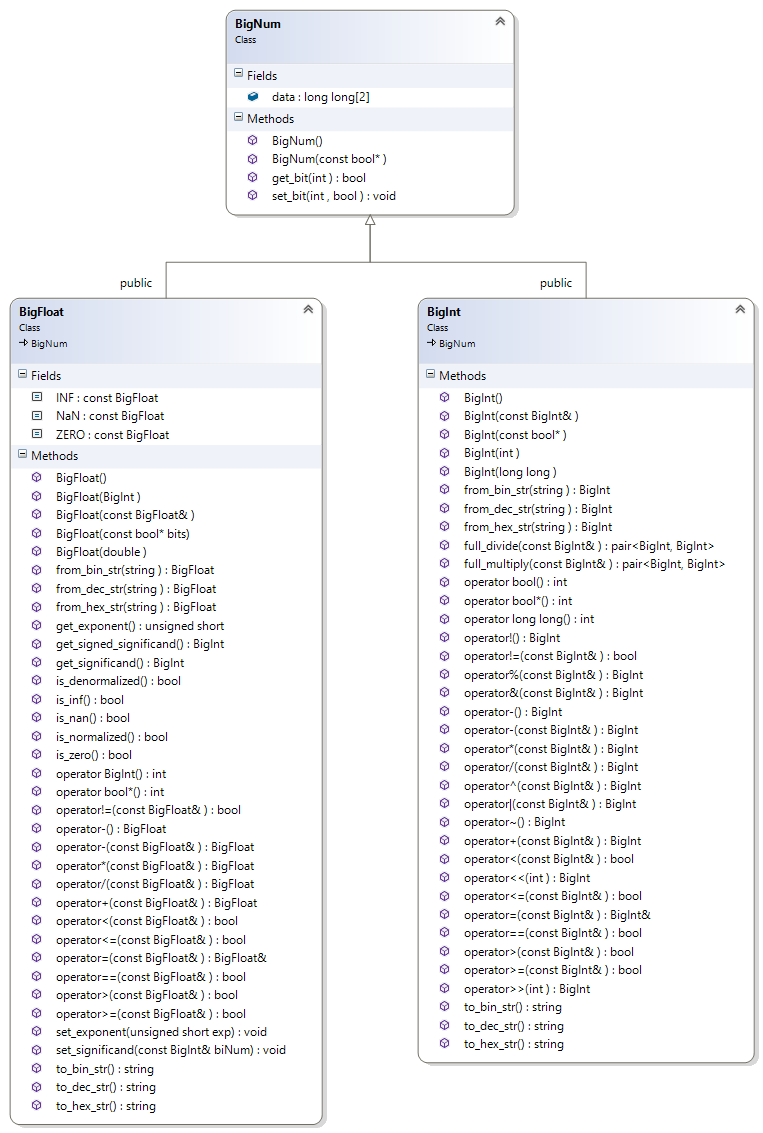 BigNum
Class
Fields
data : long long[2]
Methods
BigNum()
BigNum(const bool* )
get_bit(int ) : bool
set_bit(int , bool ) : void
public
public
BigFloat
Class
BigNum
Fields
INF : const BigFloat
NaN : const BigFloat
ZERO : const BigFloat
Methods
BigFloat()
BigFloat(BigInt )
BigFloat(const BigFloat& )
BigFloat(const bool* bits)
BigFloat(double )
from_bin_str(string ) : BigFloat
from_dec_str(string ) : BigFloat
from_hex_str(string ) : BigFloat
get_exponent() : unsigned short
get_signed_significand() : BigInt
get_significand() : BigInt
is_denormalized() : bool
is_inf() : bool
is_nan() : bool
is_normalized() : bool
is_zero() : bool
operator BigInt() : int
operator bool*() : int
operator!=(const BigFloat& ) : bool
operator-() : BigFloat
operator-(const BigFloat& ) : BigFloat
operator*(const BigFloat& ) : BigFloat
operator/(const BigFloat& ) : BigFloat
operator+(const BigFloat& ) : BigFloat
operator<(const BigFloat& ) : bool
operator<=(const BigFloat& ) : bool
operator=(const BigFloat& ) : BigFloat&
operator==(const BigFloat& ) : bool
operator>(const BigFloat& ) : bool
operator>=(const BigFloat& ) : bool
set_exponent(unsigned short exp) : void
set_significand(const BigInt& biNum) : void
to_bin_str() : string
to_dec_str() : string
to_hex_str() : string
BigInt
Class
BigNum
Methods
BigInt()
BigInt(const BigInt& )
BigInt(const bool* )
BigInt(int )
BigInt(long long )
from_bin_str(string ) : BigInt
from_dec_str(string ) : BigInt
from_hex_str(string ) : BigInt
full_divide(const BigInt& ) : pair<BigInt, BigInt>
full_multiply(const BigInt& ) : pair<BigInt, BigInt>
operator bool() : int
operator bool*() : int
operator long long() : int
operator!() : BigInt
operator!=(const BigInt& ) : bool
operator%(const BigInt& ) : BigInt
operator&(const BigInt& ) : BigInt
operator-() : BigInt
operator-(const BigInt& ) : BigInt
operator*(const BigInt& ) : BigInt
operator/(const BigInt& ) : BigInt
operator^(const BigInt& ) : BigInt
operator|(const BigInt& ) : BigInt
operator~() : BigInt
operator+(const BigInt& ) : BigInt
operator<(const BigInt& ) : bool
operator<<(int ) : BigInt
operator<=(const BigInt& ) : bool
operator=(const BigInt& ) : BigInt&
operator==(const BigInt& ) : bool
operator>(const BigInt& ) : bool
operator>=(const BigInt& ) : bool
operator>>(int ) : BigInt
to_bin_str() : string
to_dec_str() : string
to_hex_str() : string